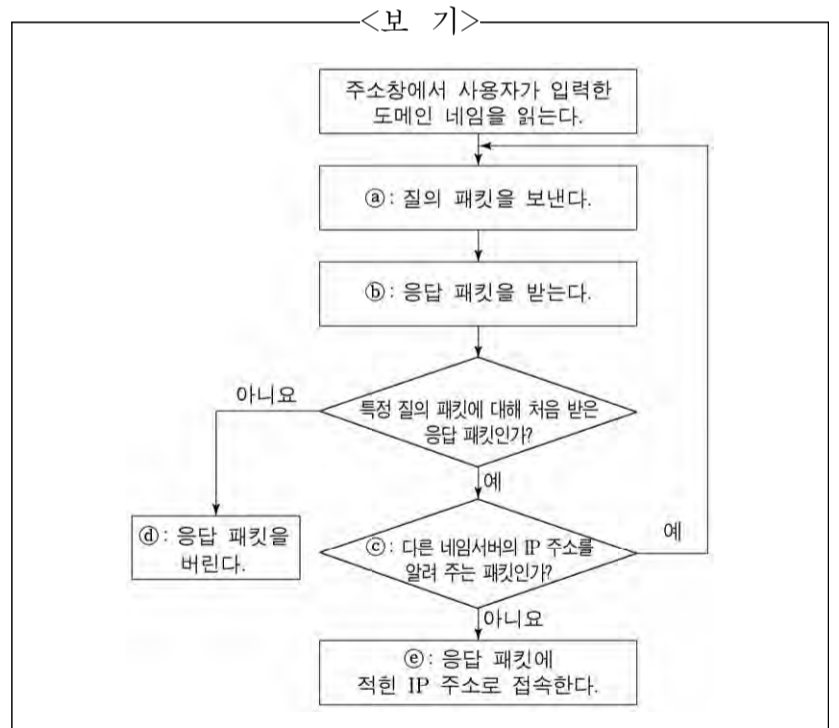 <보 기>
주소창에서 사용자가 입력한
도메인 네임을 읽는다.
ⓐ: 질의 패킷을 보낸다.
ⓑ: 응답 패킷을 받는다.
아니요
특정 질의 패킷에 대해 처음 받은
응답 패킷인가?
예
ⓓ: 응답 패킷을
버린다.
ⓒ: 다른 네임서버의 IP 주소를
알려 주는 패킷인가?
예
아니요
ⓔ: 응답 패킷에
적힌 IP 주소로 접속한다.